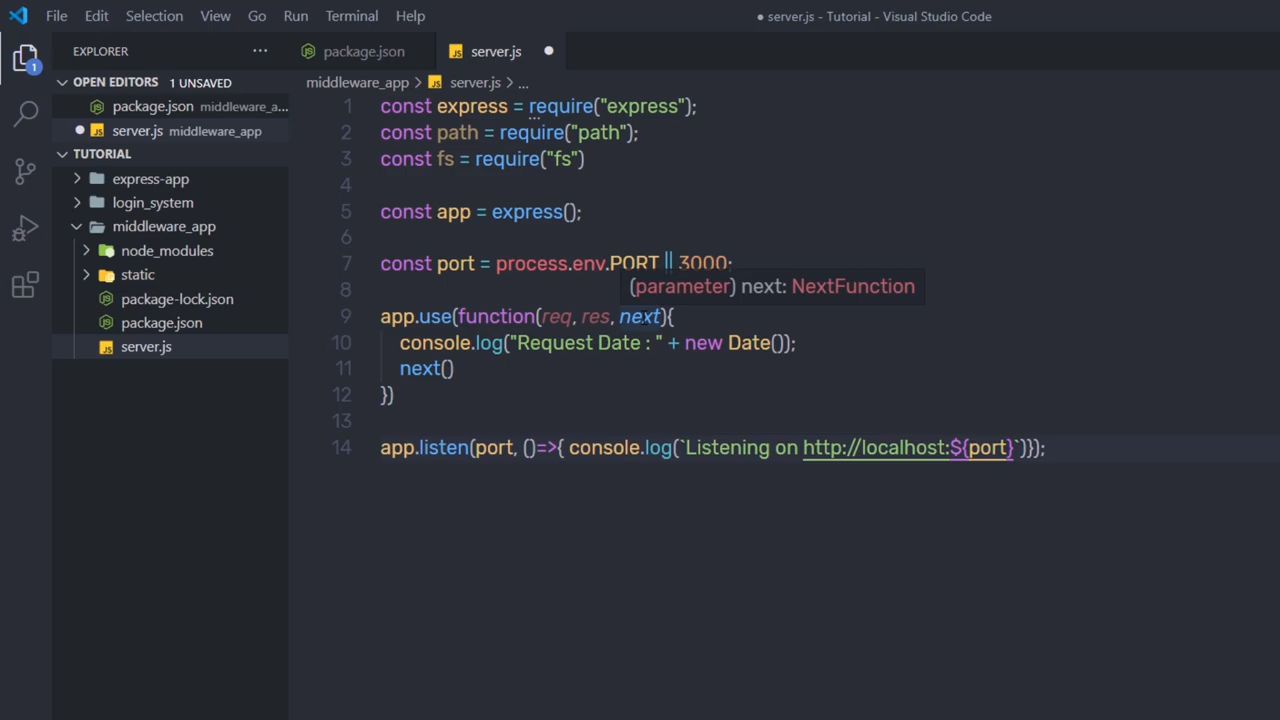 File Edit Selection View Go Run Terminal Help
● server.js - Tutorial - Visual Studio Code
EXPLORER ...
package.json
JS server.js ●
1
OPEN EDITORS 1 UNSAVED
package.json middleware_a...
● JS server.js middleware_app
TUTORIAL
express-app
login_system
middleware_app
node_modules
static
package-lock.json
package.json
JS server.js
middleware_app > JS server.js > ...
1 const express = require("express");
2 const path = require("path");
3 const fs = require("fs")
4
5 const app = express();
6
7 const port = process.env.PORT || 3000;
(parameter) next: NextFunction
8
9 app.use(function(req, res, next){
10 console.log("Request Date : " + new Date());
11 next()
12 })
13
14 app.listen(port, ()=>{ console.log(`Listening on http://localhost:${port}`)});